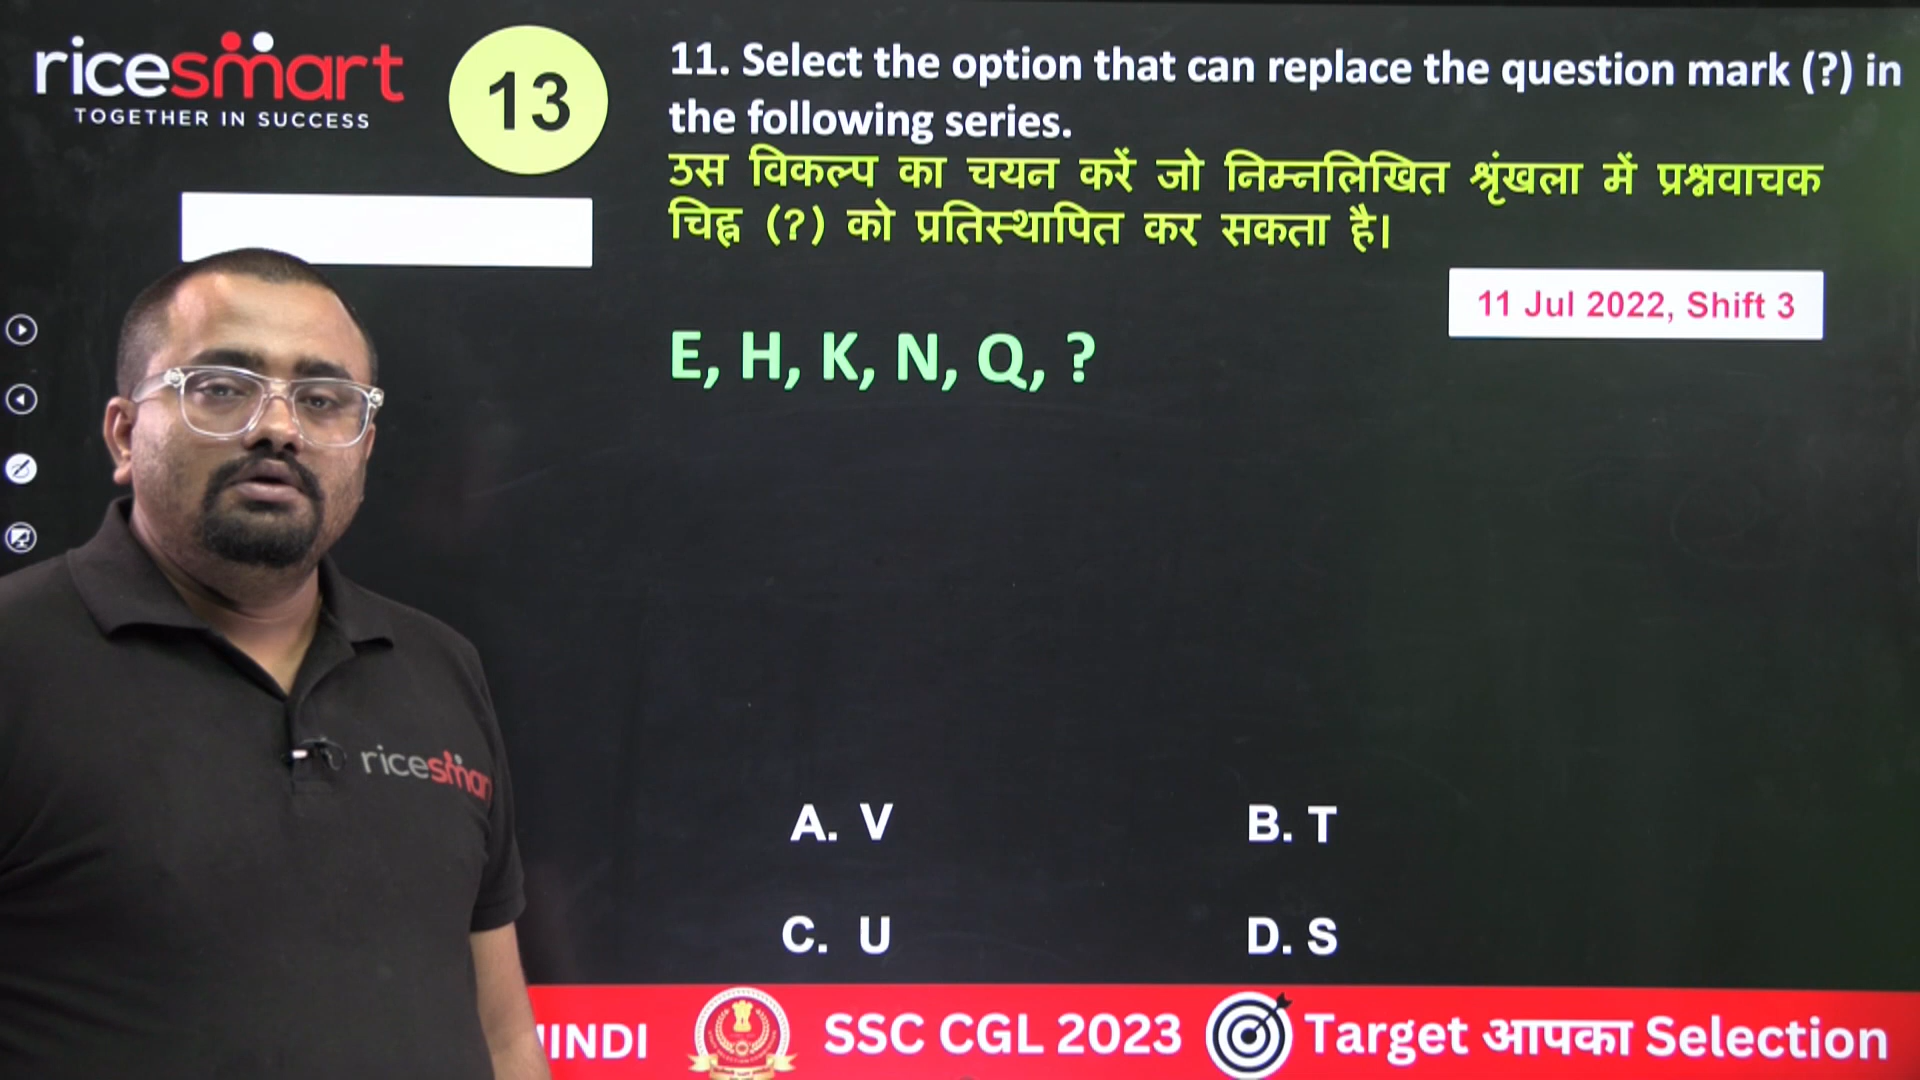 ricesmart
TOGETHER IN SUCCESS
13
11. Select the option that can replace the question mark (?) in
the following series.
उस विकल्प का चयन करें जो निम्नलिखित श्रृंखला में प्रश्नवाचक
चिह्न (?) को प्रतिस्थापित कर सकता है।
11 Jul 2022, Shift 3
E, H, K, N, Q, ?
ricesmar
A. V
B. T
C. U
D. S
INDI
SSC CGL 2023
Target आपका Selection